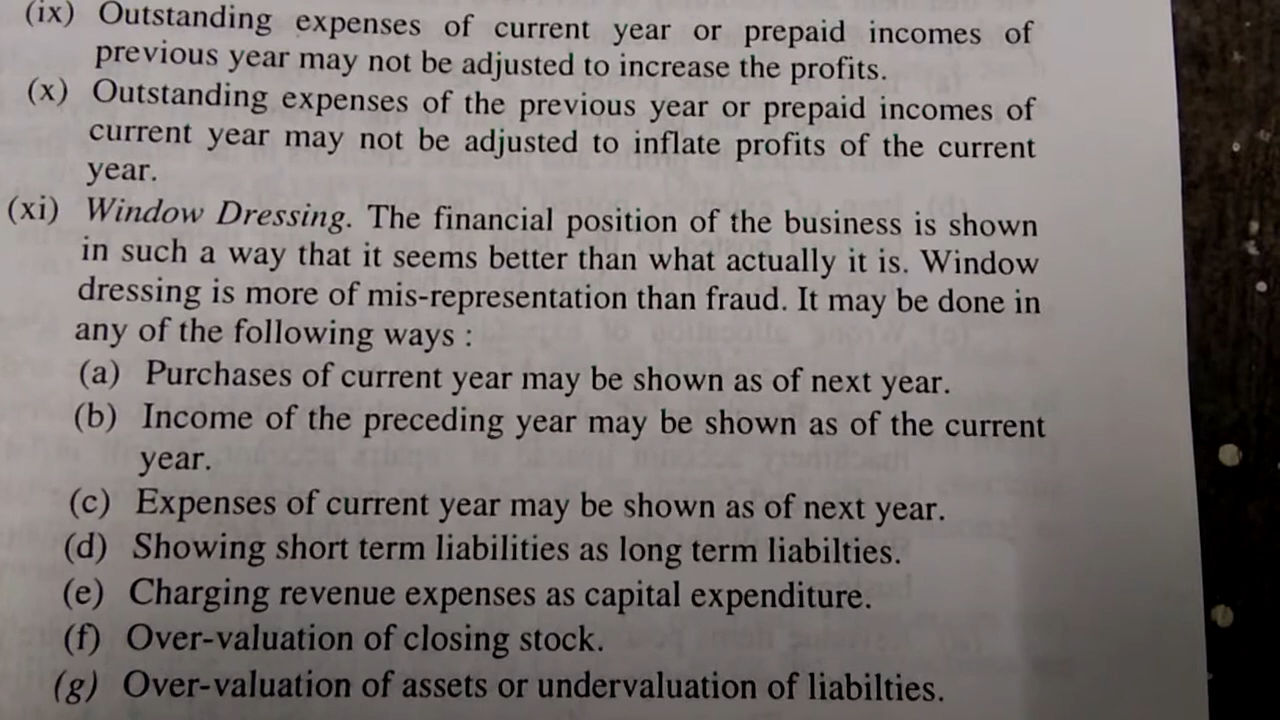 (ix) Outstanding expenses of current year or prepaid incomes of
previous year may not be adjusted to increase the profits.
(x) Outstanding expenses of the previous year or prepaid incomes of
current year may not be adjusted to inflate profits of the current
year.
(xi) Window Dressing. The financial position of the business is shown
in such a way that it seems better than what actually it is. Window
dressing is more of mis-representation than fraud. It may be done in
any of the following ways :
(a) Purchases of current year may be shown as of next year.
(b) Income of the preceding year may be shown as of the current
year.
(c) Expenses of current year may be shown as of next year.
(d) Showing short term liabilities as long term liabilties.
(e) Charging revenue expenses as capital expenditure.
(f) Over-valuation of closing stock.
(g) Over-valuation of assets or undervaluation of liabilties.